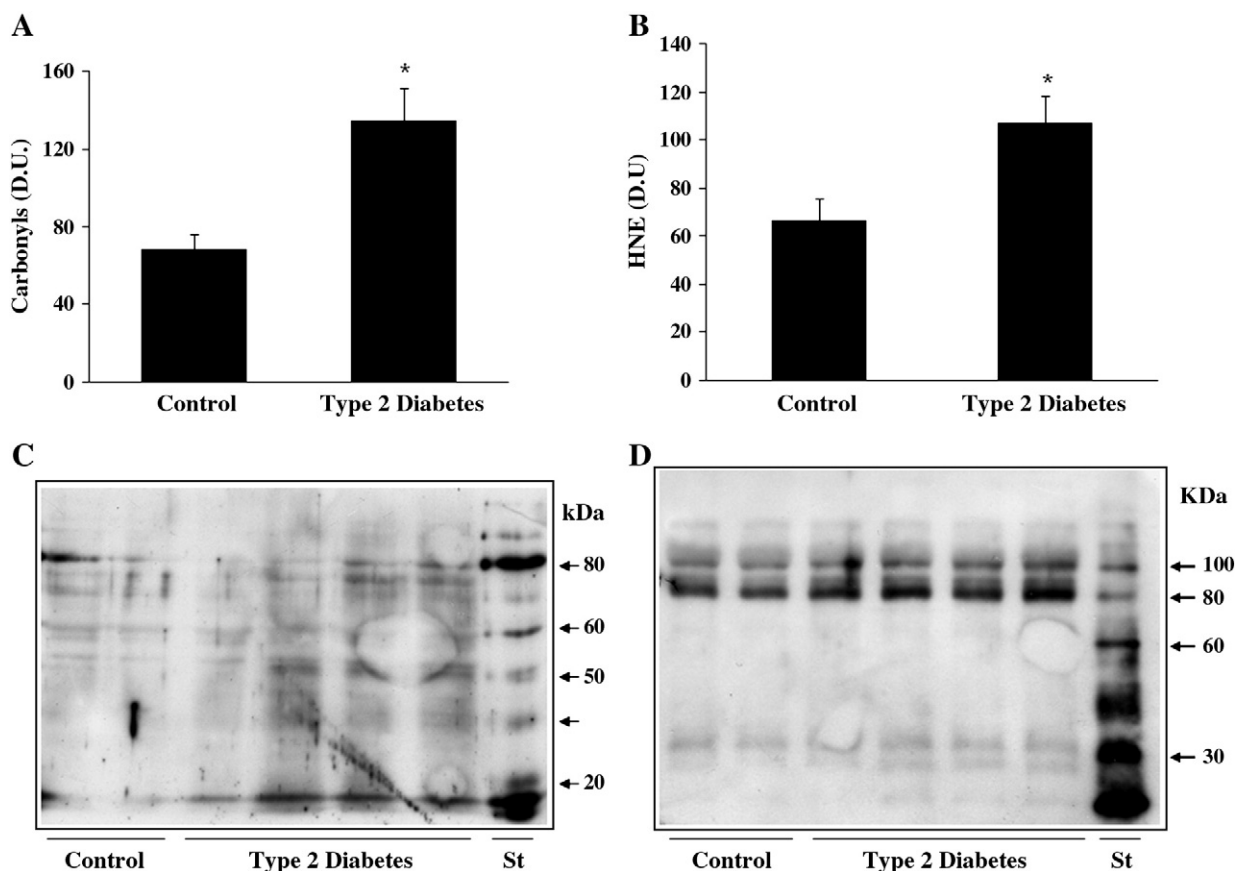 A
160
120
80
40
0
Carbonyls (D.U.)
*
Control
Type 2 Diabetes
B
140
120
100
80
60
40
20
0
HNE (D.U)
*
Control
Type 2 Diabetes
C
kDa
80
60
50
20
Control
Type 2 Diabetes
St
D
KDa
100
80
60
30
Control
Type 2 Diabetes
St